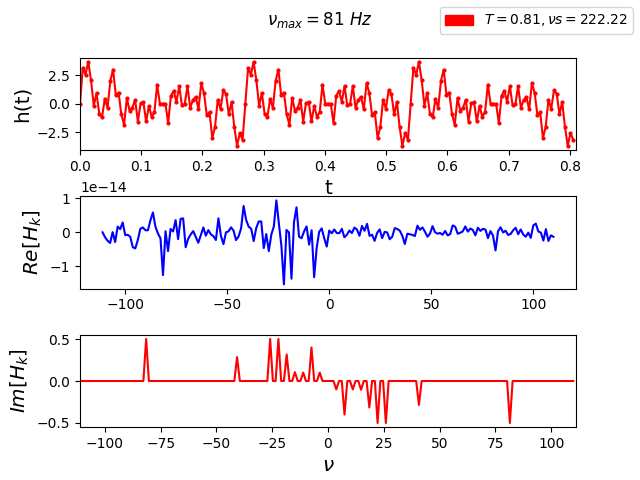 ν_max = 81 Hz
T = 0.81, νs = 222.22
h(t)
2.5
0.0
−2.5
0.0 0.1 0.2 0.3 0.4 0.5 0.6 0.7 0.8
t
1e−14
Re[H_k]
1
0
−1
−100 −50 0 50 100
Im[H_k]
0.5
0.0
−0.5
−100 −75 −50 −25 0 25 50 75 100
ν